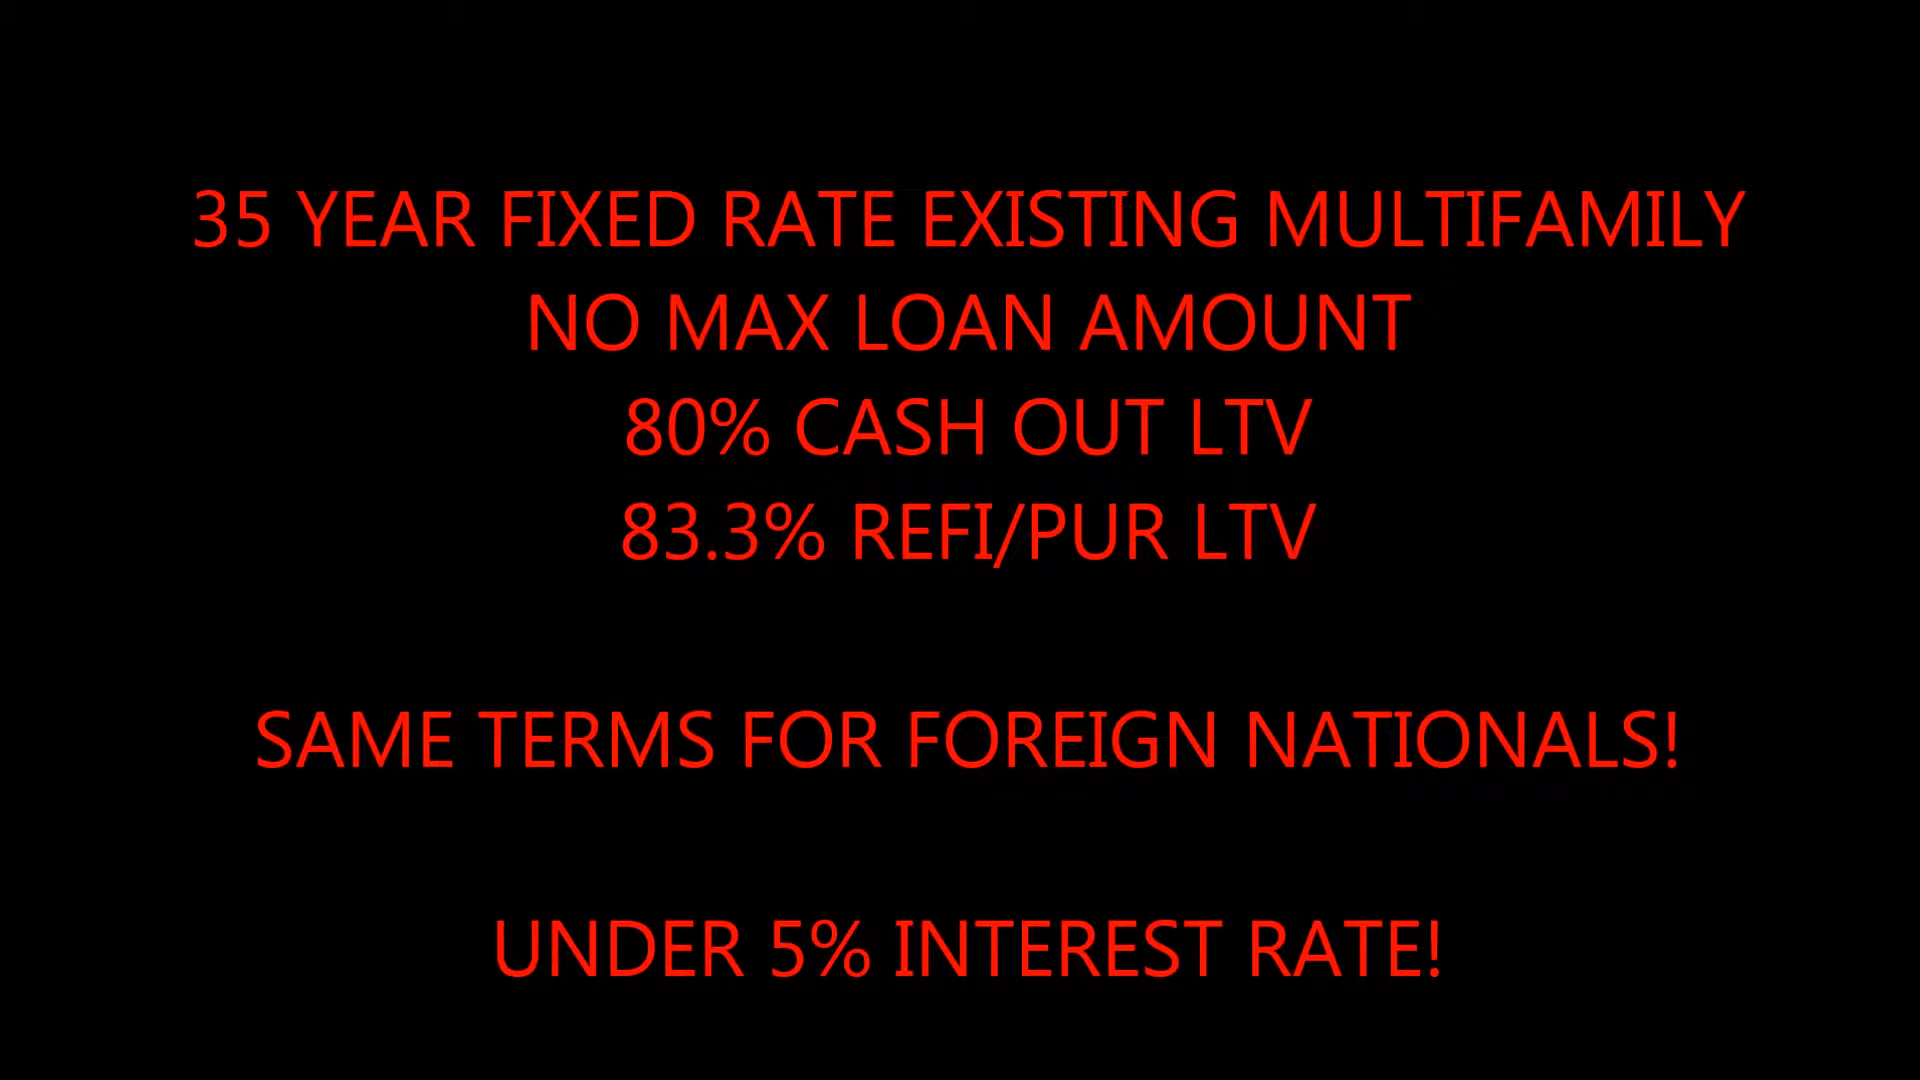 35 YEAR FIXED RATE EXISTING MULTIFAMILY
NO MAX LOAN AMOUNT
80% CASH OUT LTV
83.3% REFI/PUR LTV
SAME TERMS FOR FOREIGN NATIONALS!
UNDER 5% INTEREST RATE!